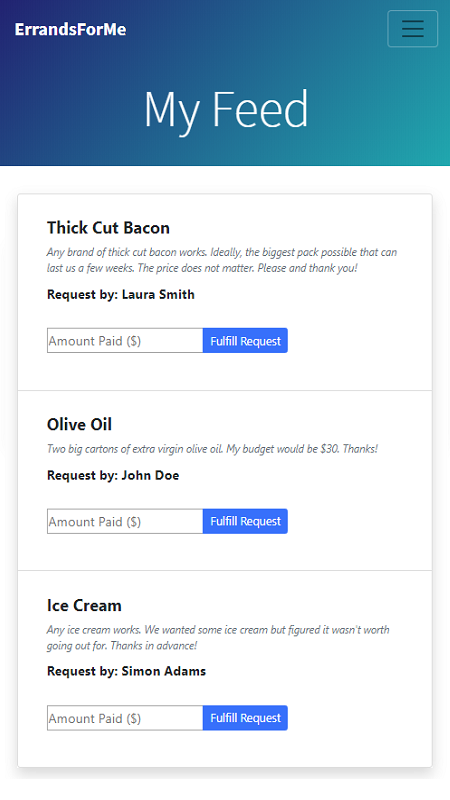 ErrandsForMe
My Feed
Thick Cut Bacon
Any brand of thick cut bacon works. Ideally, the biggest pack possible that can
last us a few weeks. The price does not matter. Please and thank you!
Request by: Laura Smith
Amount Paid ($) Fulfill Request
Olive Oil
Two big cartons of extra virgin olive oil. My budget would be $30. Thanks!
Request by: John Doe
Amount Paid ($) Fulfill Request
Ice Cream
Any ice cream works. We wanted some ice cream but figured it wasn't worth
going out for. Thanks in advance!
Request by: Simon Adams
Amount Paid ($) Fulfill Request